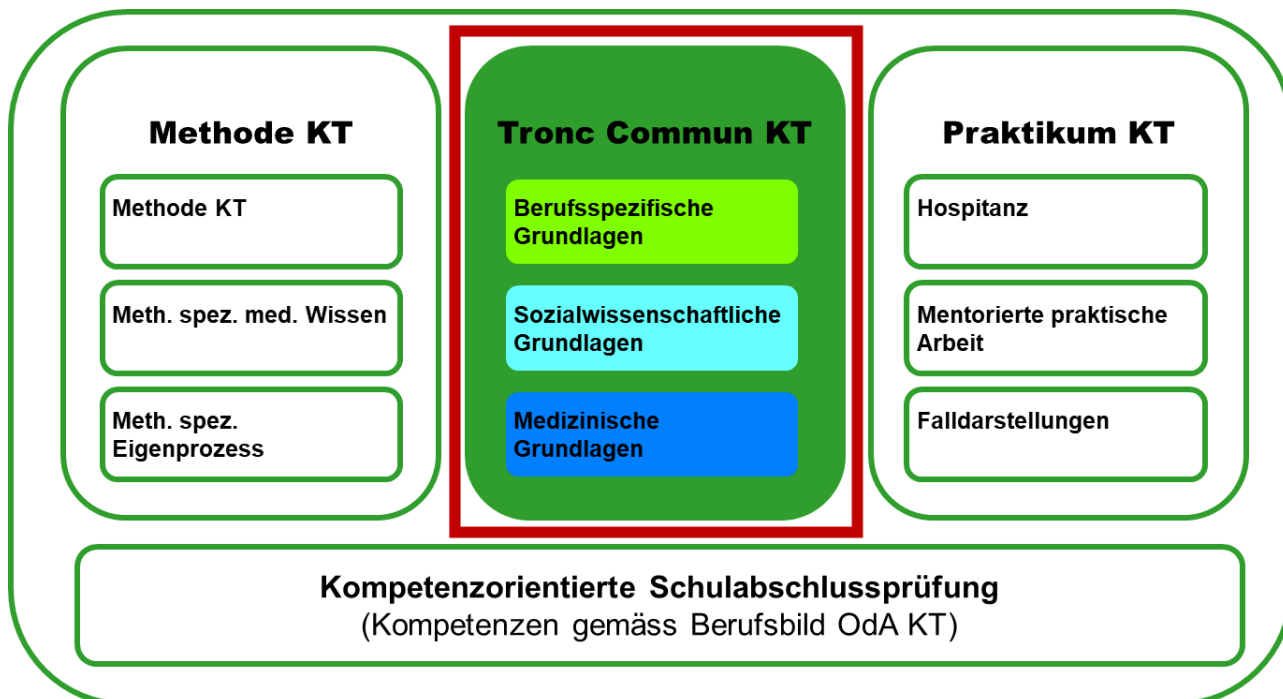 Methode KT
Methode KT
Meth. spez. med. Wissen
Meth. spez.
Eigenprozess
Tronc Commun KT
Berufsspezifische
Grundlagen
Sozialwissenschaftliche
Grundlagen
Medizinische
Grundlagen
Praktikum KT
Hospitanz
Mentorierte praktische
Arbeit
Falldarstellungen
Kompetenzorientierte Schulabschlussprüfung
(Kompetenzen gemäss Berufsbild OdA KT)